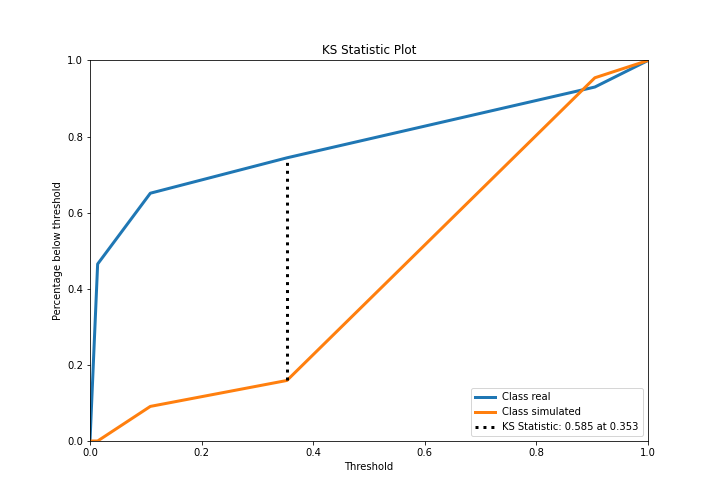 KS Statistic Plot
1.0
0.8
0.6
0.4
0.2
0.0
Percentage below threshold
0.0 0.2 0.4 0.6 0.8 1.0
Threshold
Class real
Class simulated
KS Statistic: 0.585 at 0.353